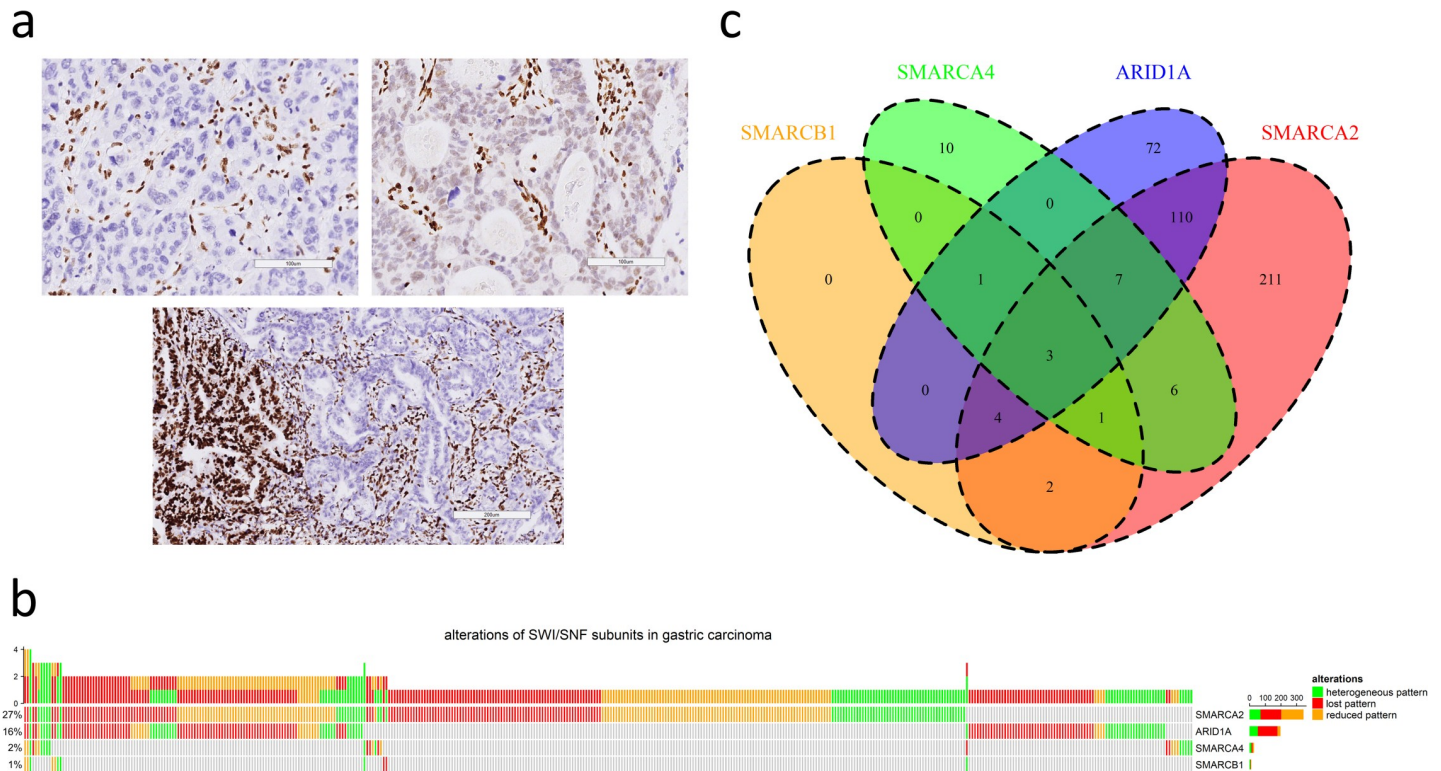 a
c
100um
100um
200um
SMARCB1
SMARCA4
ARID1A
SMARCA2
10
72
0
0
110
0
1
7
211
3
0
6
4
1
2
b
alterations of SWI/SNF subunits in gastric carcinoma
4
2
0
27%
16%
2%
1%
SMARCA2
ARID1A
SMARCA4
SMARCB1
0 100 200 300
alterations
heterogeneous pattern
lost pattern
reduced pattern